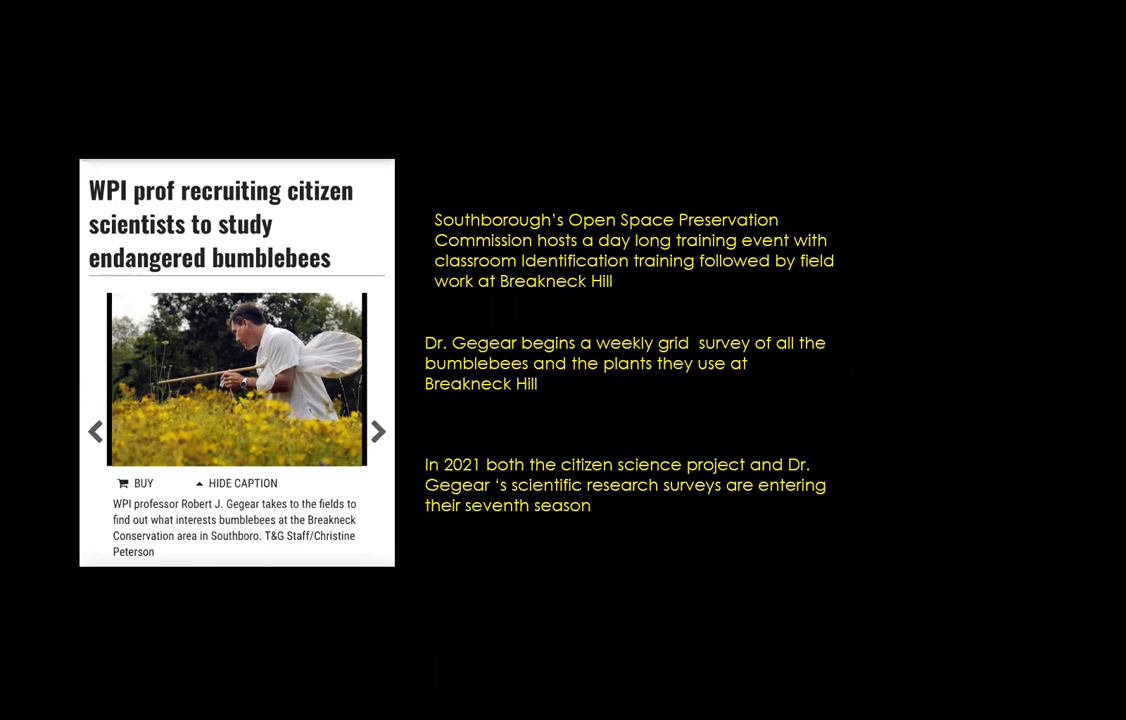 WPI prof recruiting citizen
scientists to study
endangered bumblebees
BUY HIDE CAPTION
WPI professor Robert J. Gegear takes to the fields to
find out what interests bumblebees at the Breakneck
Conservation area in Southboro. T&G Staff/Christine
Peterson
Southborough's Open Space Preservation
Commission hosts a day long training event with
classroom Identification training followed by field
work at Breakneck Hill
Dr. Gegear begins a weekly grid  survey of all the
bumblebees and the plants they use at
Breakneck Hill
In 2021 both the citizen science project and Dr.
Gegear ‘s scientific research surveys are entering
their seventh season